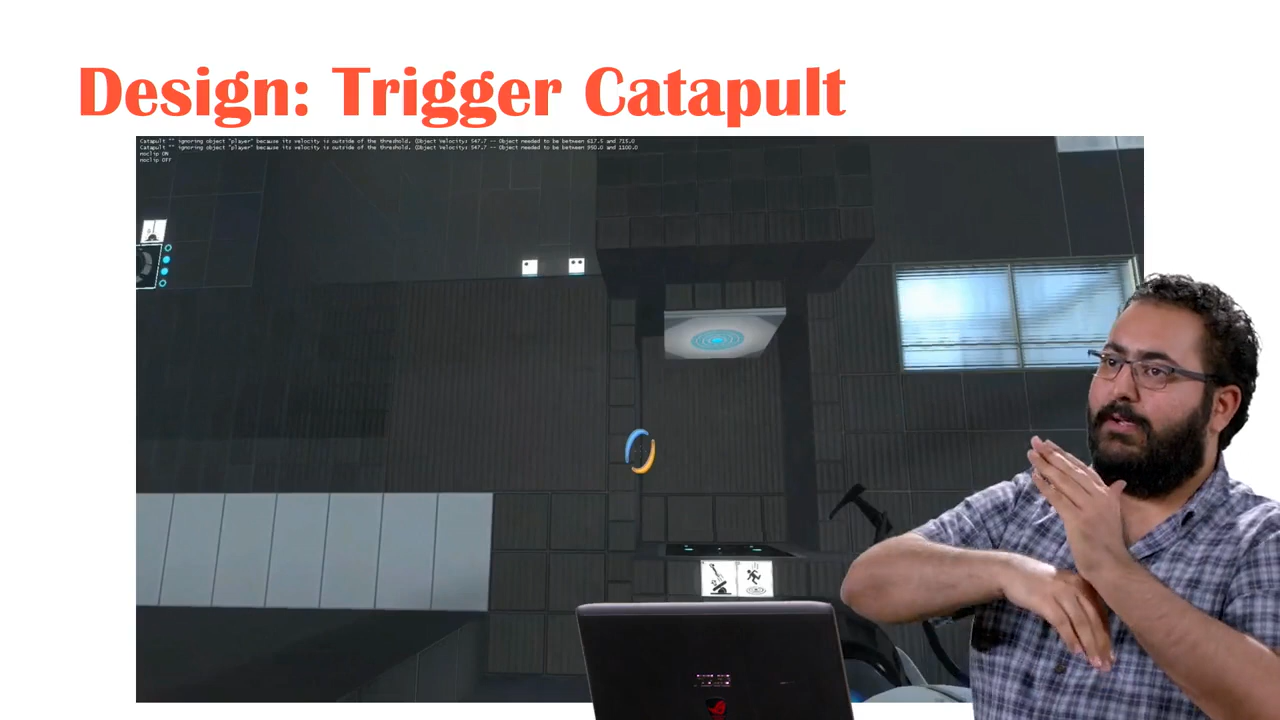 Design: Trigger Catapult
Catapult "" ignoring object "player" because its velocity is outside of the threshold. (Object Velocity: 547.7 -- Object needed to be between 617.5 and 715.0
Catapult "" ignoring object "player" because its velocity is outside of the threshold. (Object Velocity: 547.7 -- Object needed to be between 950.0 and 1100.0
noclip ON
noclip OFF